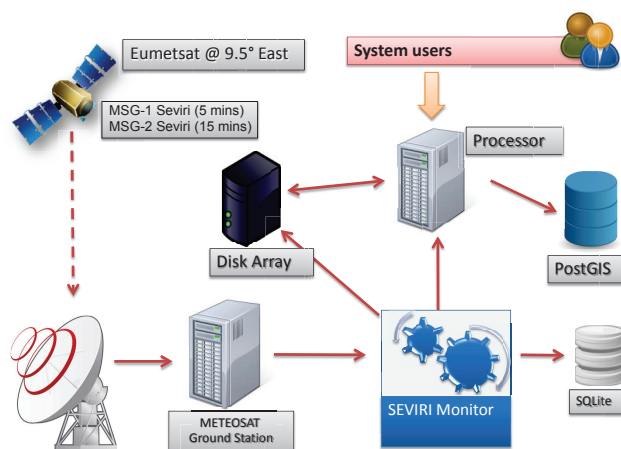 Eumetsat @ 9.5° East
System users
MSG-1 Seviri (5 mins)
MSG-2 Seviri (15 mins)
Processor
Disk Array
PostGIS
METEOSAT
Ground Station
SEVIRI Monitor
SQLite